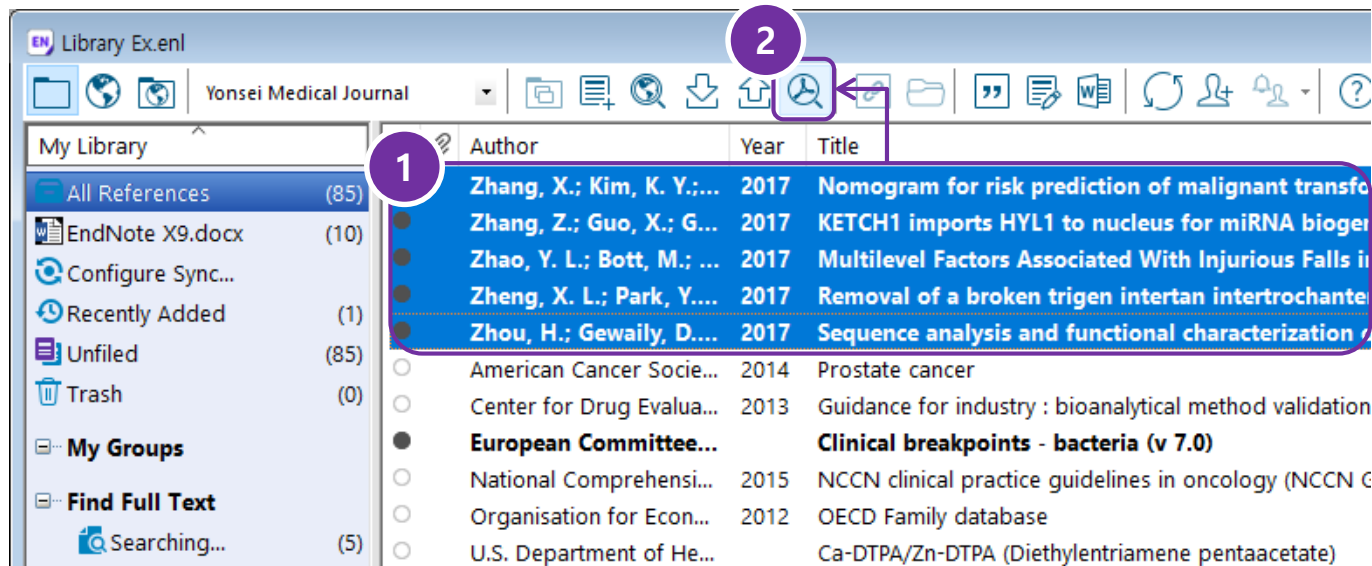 EN Library Ex.enl
2
Yonsei Medical Journal
My Library
1
Author Year Title
All References (85)
Zhang, X.; Kim, K. Y.;... 2017 Nomogram for risk prediction of malignant transfo
EndNote X9.docx (10)
Zhang, Z.; Guo, X.; G... 2017 KETCH1 imports HYL1 to nucleus for miRNA bioger
Configure Sync...
Zhao, Y. L.; Bott, M.; ... 2017 Multilevel Factors Associated With Injurious Falls i
Recently Added (1)
Zheng, X. L.; Park, Y.... 2017 Removal of a broken trigen intertan intertrochante
Unfiled (85)
Zhou, H.; Gewaily, D.... 2017 Sequence analysis and functional characterization
Trash (0)
American Cancer Socie... 2014 Prostate cancer
Center for Drug Evalua... 2013 Guidance for industry : bioanalytical method validation
My Groups
European Committee... Clinical breakpoints - bacteria (v 7.0)
National Comprehensi... 2015 NCCN clinical practice guidelines in oncology (NCCN G
Find Full Text
Organisation for Econ... 2012 OECD Family database
Searching... (5)
U.S. Department of He... Ca-DTPA/Zn-DTPA (Diethylentriamene pentaacetate)